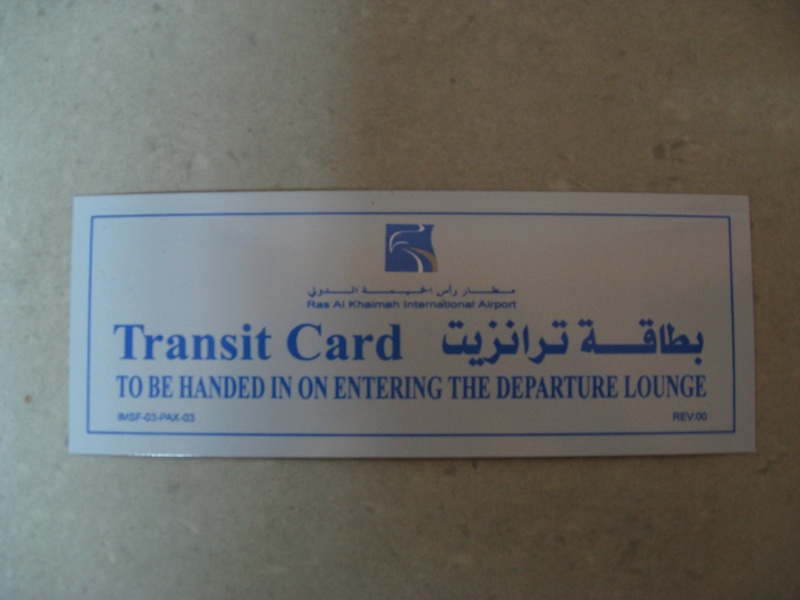 مطار رأس الخيمة الدولي
Ras Al Khaimah International Airport
Transit Card بطاقة ترانزيت
TO BE HANDED IN ON ENTERING THE DEPARTURE LOUNGE
IMSF-03-PAX-03 REV:00